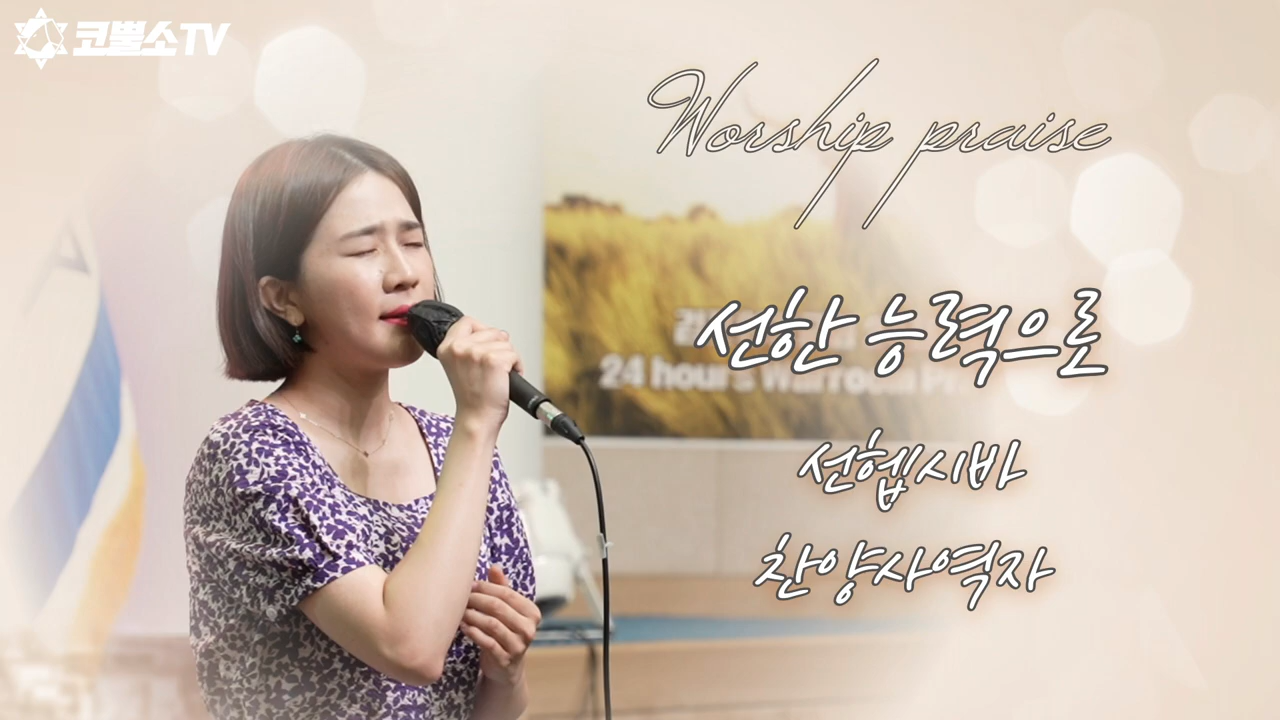 코뿔소TV
Worship praise
선한 능력으로
24 hours Warroom Pr
선헵시바
찬양사역자